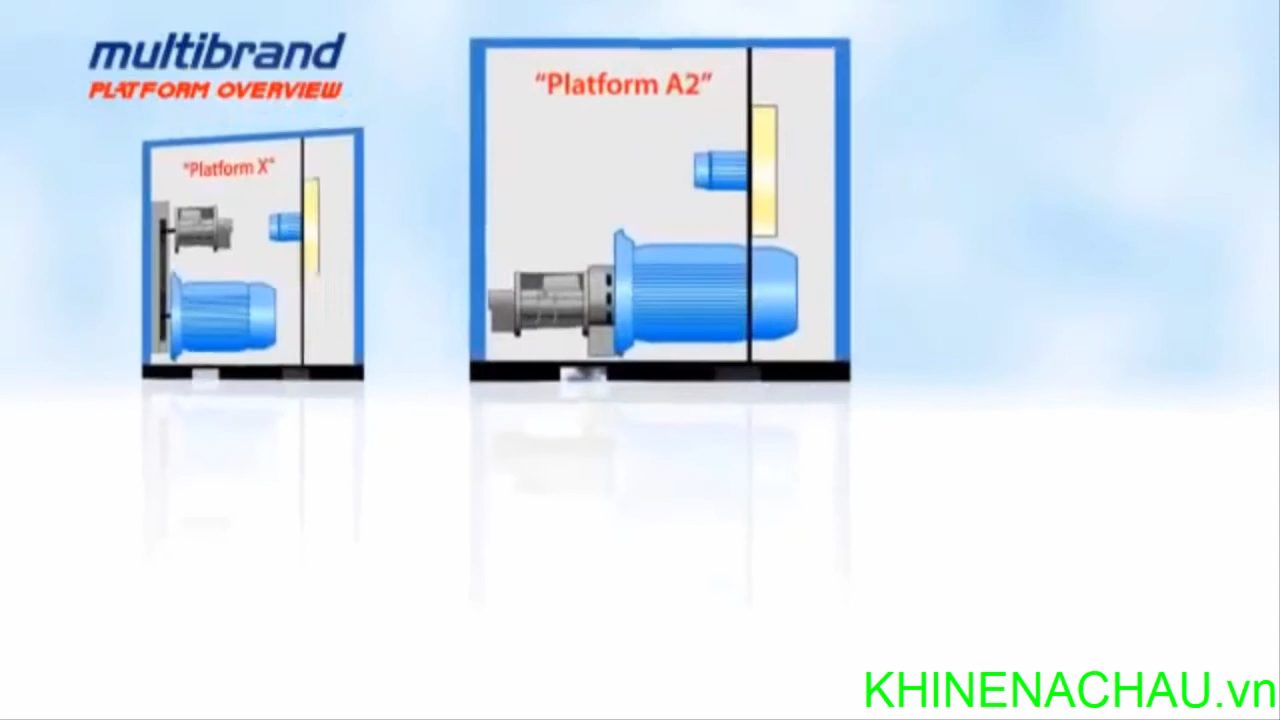 multibrand
PLATFORM OVERVIEW
"Platform X"
“Platform A2”
KHINENACHAU.vn